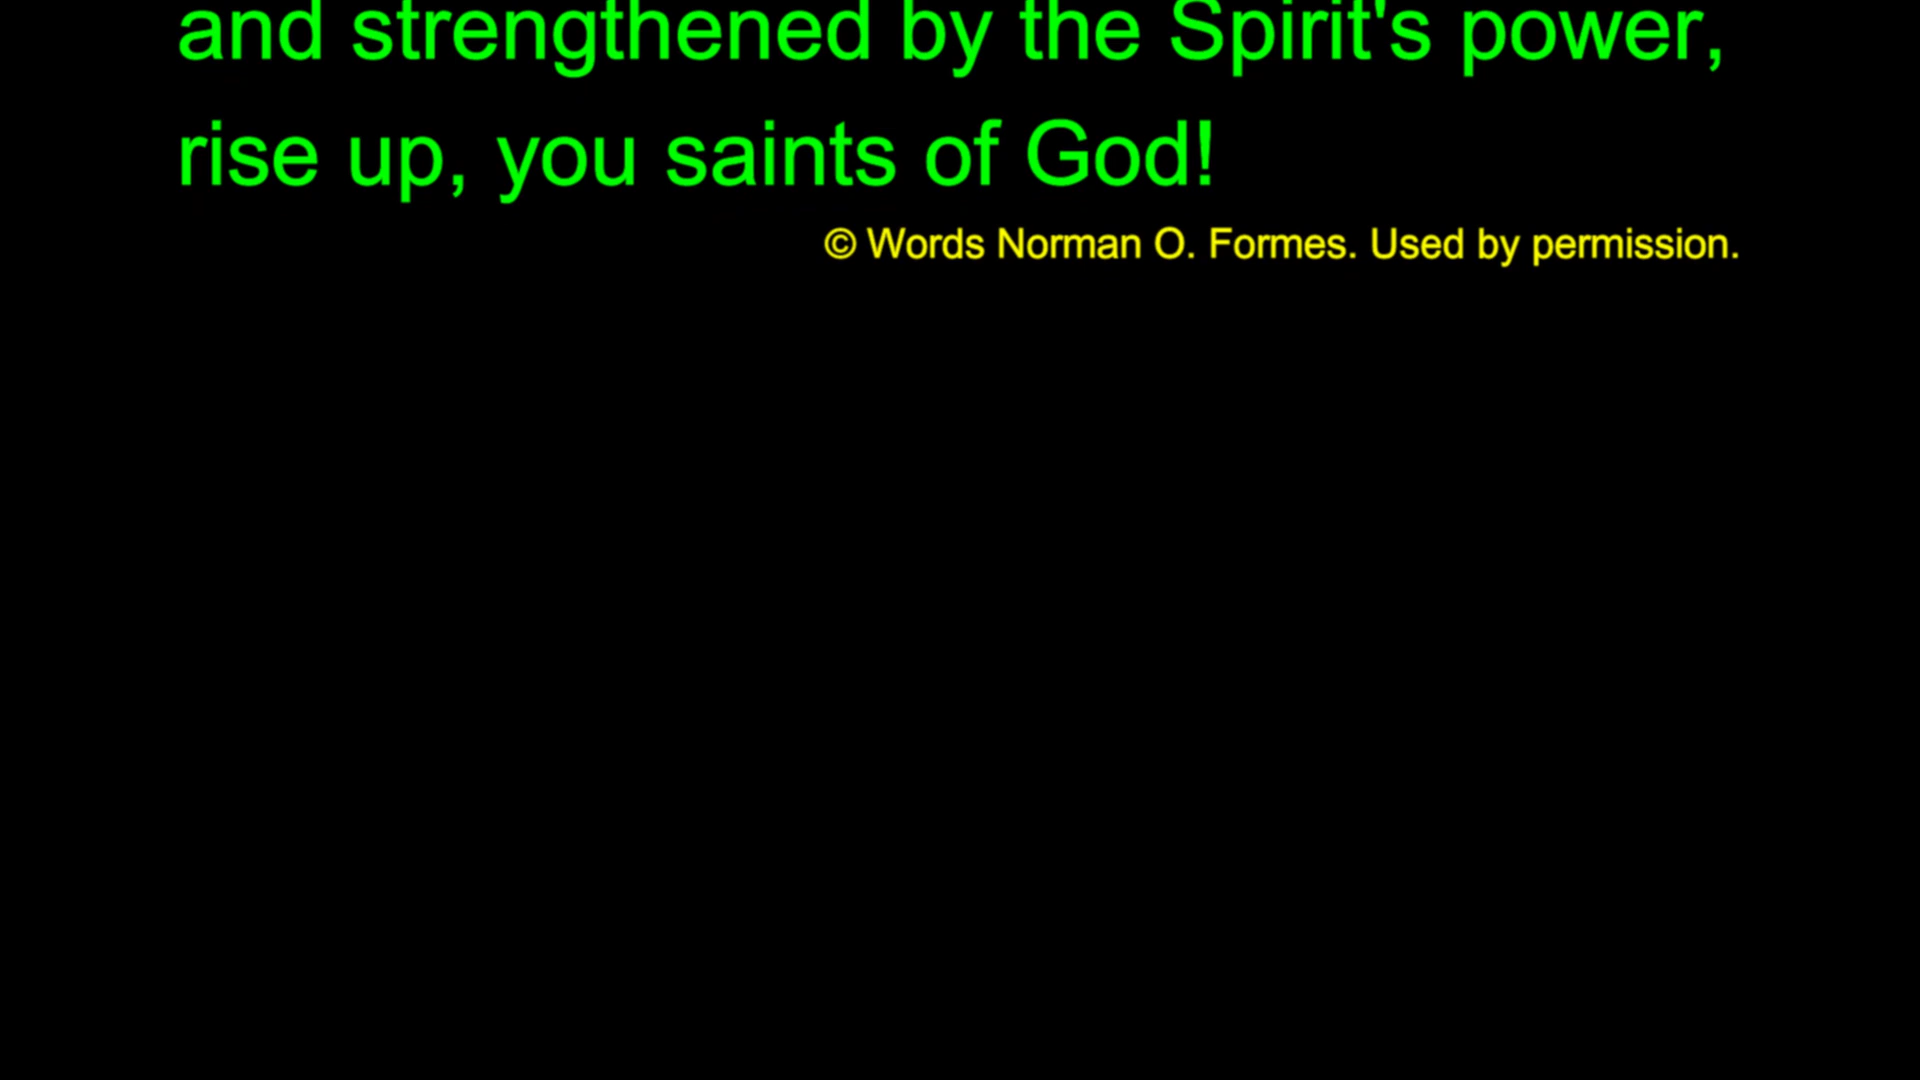 and strengthened by the Spirit's power,
rise up, you saints of God!
© Words Norman O. Formes. Used by permission.